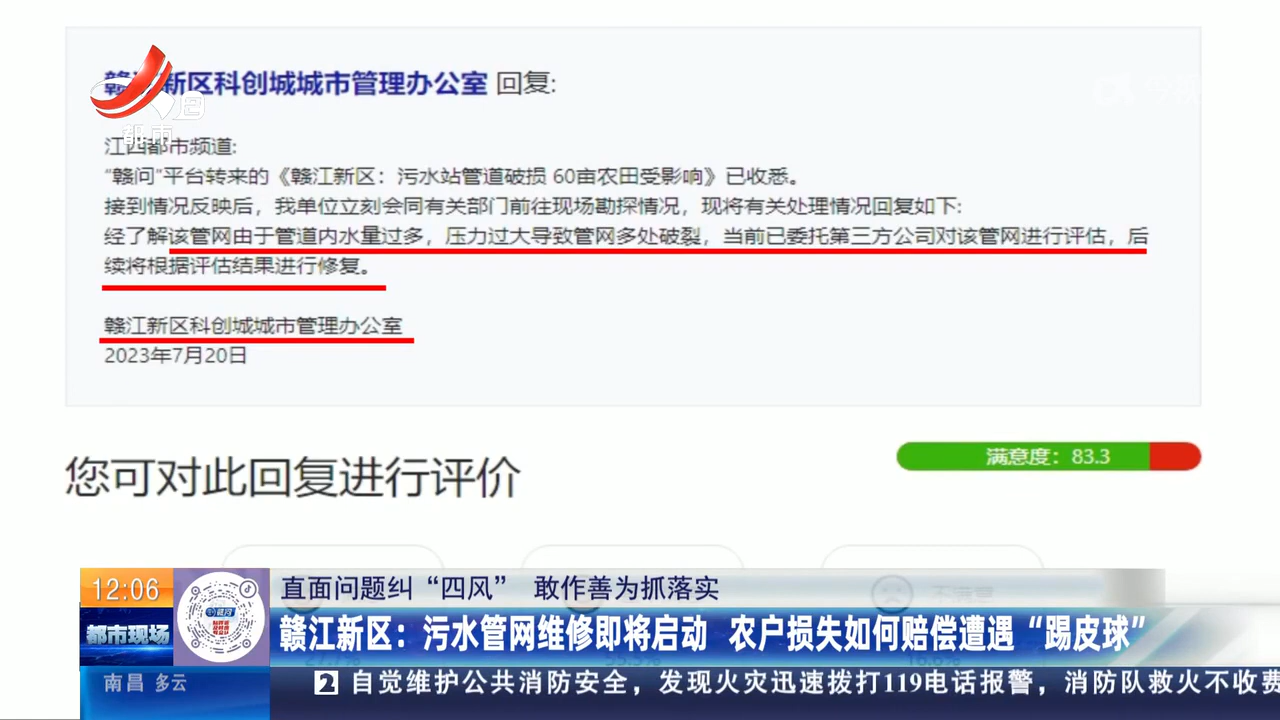 赣江新区科创城城市管理办公室 回复:
今视
都市
江西都市频道:
“赣问”平台转来的《赣江新区：污水站管道破损 60亩农田受影响》已收悉。
接到情况反映后，我单位立刻会同有关部门前往现场勘探情况，现将有关处理情况回复如下:
经了解该管网由于管道内水量过多，压力过大导致管网多处破裂，当前已委托第三方公司对该管网进行评估，后
续将根据评估结果进行修复。
赣江新区科创城城市管理办公室
2023年7月20日
满意度：83.3
您可对此回复进行评价
不满意
12:06
直面问题纠“四风” 敢作善为抓落实
都市现场
赣江新区：污水管网维修即将启动 农户损失如何赔偿遭遇“踢皮球”
南昌 多云
2 自觉维护公共消防安全，发现火灾迅速拨打119电话报警，消防队救火不收费